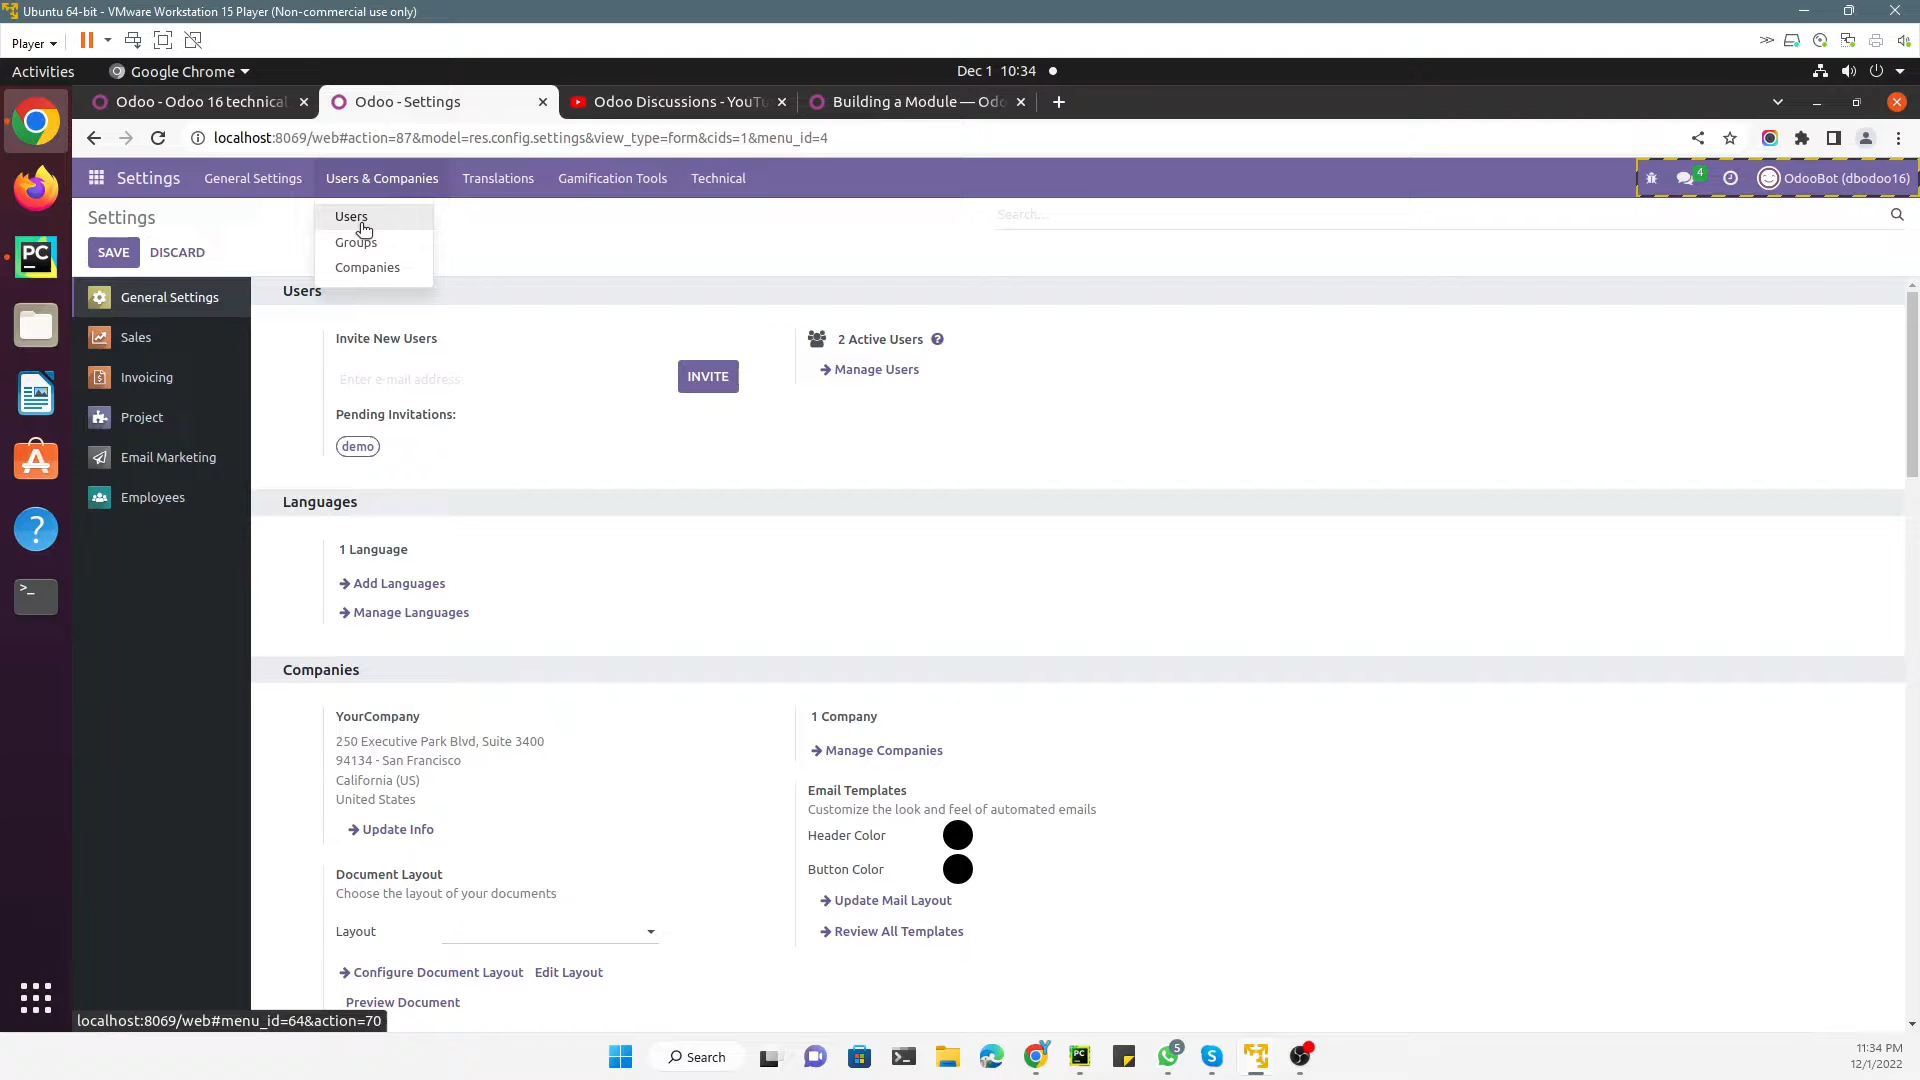 Ubuntu 64-bit - VMware Workstation 15 Player (Non-commercial use only)
Player
Activities
Google Chrome
Dec 1 10:34
Odoo - Odoo 16 technical
Odoo - Settings
Odoo Discussions - YouTu
Building a Module — Odo
localhost:8069/web#action=87&model=res.config.settings&view_type=form&cids=1&menu_id=4
Settings
General Settings
Users & Companies
Translations
Gamification Tools
Technical
4
OdooBot (dbodoo16)
Settings
Search...
SAVE
DISCARD
Users
Groups
Companies
General Settings
Sales
Invoicing
Project
Email Marketing
Employees
Users
Invite New Users
Enter e-mail address
INVITE
Pending Invitations:
demo
2 Active Users ?
Manage Users
Languages
1 Language
Add Languages
Manage Languages
Companies
YourCompany
250 Executive Park Blvd, Suite 3400
94134 - San Francisco
California (US)
United States
Update Info
1 Company
Manage Companies
Email Templates
Customize the look and feel of automated emails
Header Color
Button Color
Update Mail Layout
Review All Templates
Document Layout
Choose the layout of your documents
Layout
Configure Document Layout
Edit Layout
Preview Document
localhost:8069/web#menu_id=64&action=70
PC
?
>_
Search
PC
5
11:34 PM
12/1/2022